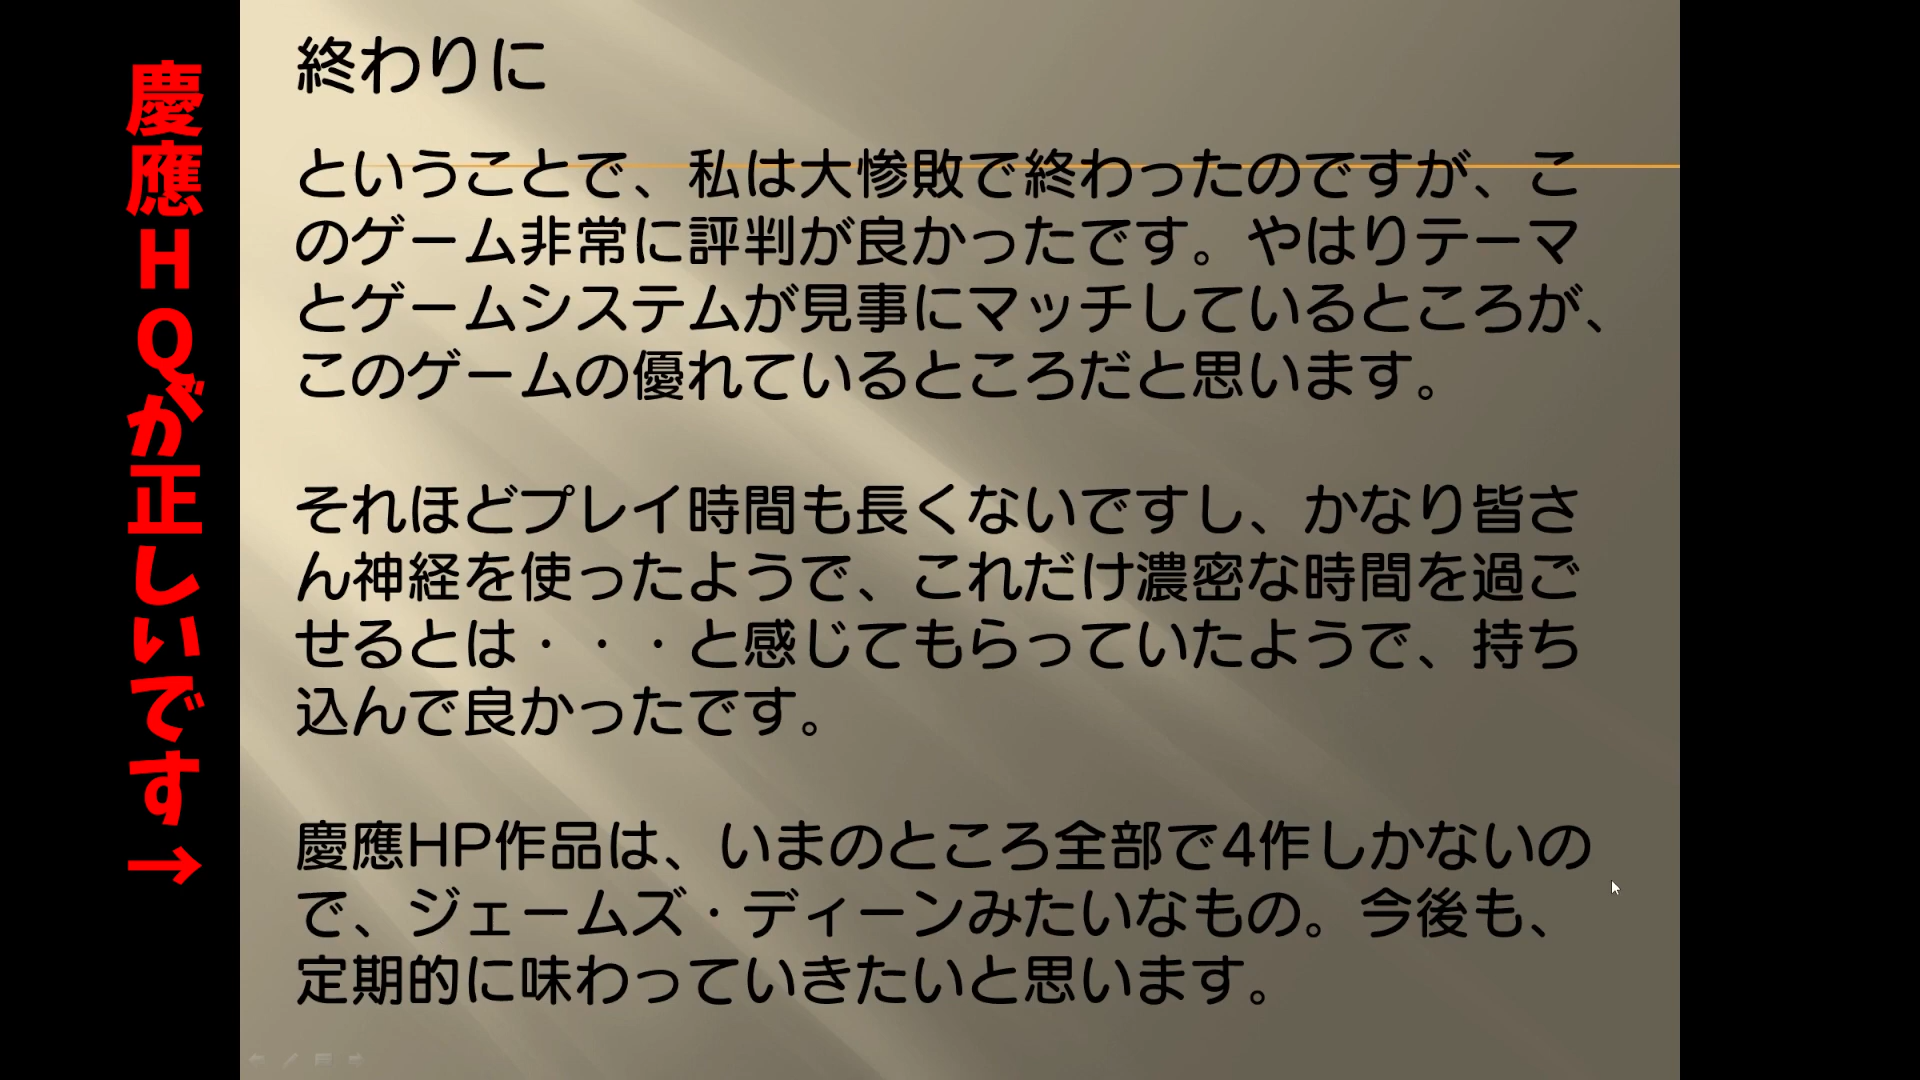 慶應HQが正しいです→
終わりに
ということで、私は大惨敗で終わったのですが、こ
のゲーム非常に評判が良かったです。やはりテーマ
とゲームシステムが見事にマッチしているところが、
このゲームの優れているところだと思います。
それほどプレイ時間も長くないですし、かなり皆さ
ん神経を使ったようで、これだけ濃密な時間を過ご
せるとは・・・と感じてもらっていたようで、持ち
込んで良かったです。
慶應HP作品は、いまのところ全部で4作しかないの
で、ジェームズ・ディーンみたいなもの。今後も、
定期的に味わっていきたいと思います。